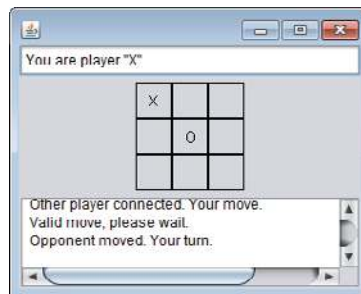 You are player "X"
X
O
Other player connected. Your move.
Valid move, please wait.
Opponent moved. Your turn.